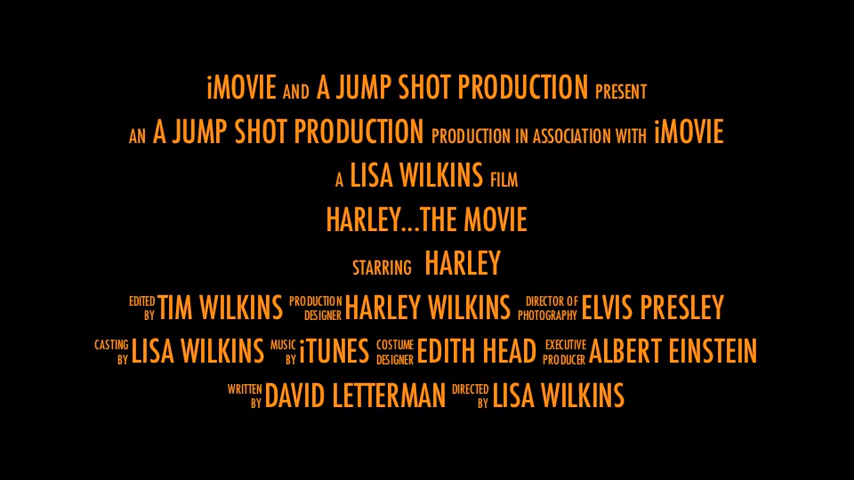 iMOVIE AND A JUMP SHOT PRODUCTION PRESENT
AN A JUMP SHOT PRODUCTION PRODUCTION IN ASSOCIATION WITH iMOVIE
A LISA WILKINS FILM
HARLEY...THE MOVIE
STARRING HARLEY
EDITED BY TIM WILKINS PRODUCTION DESIGNER HARLEY WILKINS DIRECTOR OF PHOTOGRAPHY ELVIS PRESLEY
CASTING BY LISA WILKINS MUSIC BY iTUNES COSTUME DESIGNER EDITH HEAD EXECUTIVE PRODUCER ALBERT EINSTEIN
WRITTEN BY DAVID LETTERMAN DIRECTED BY LISA WILKINS